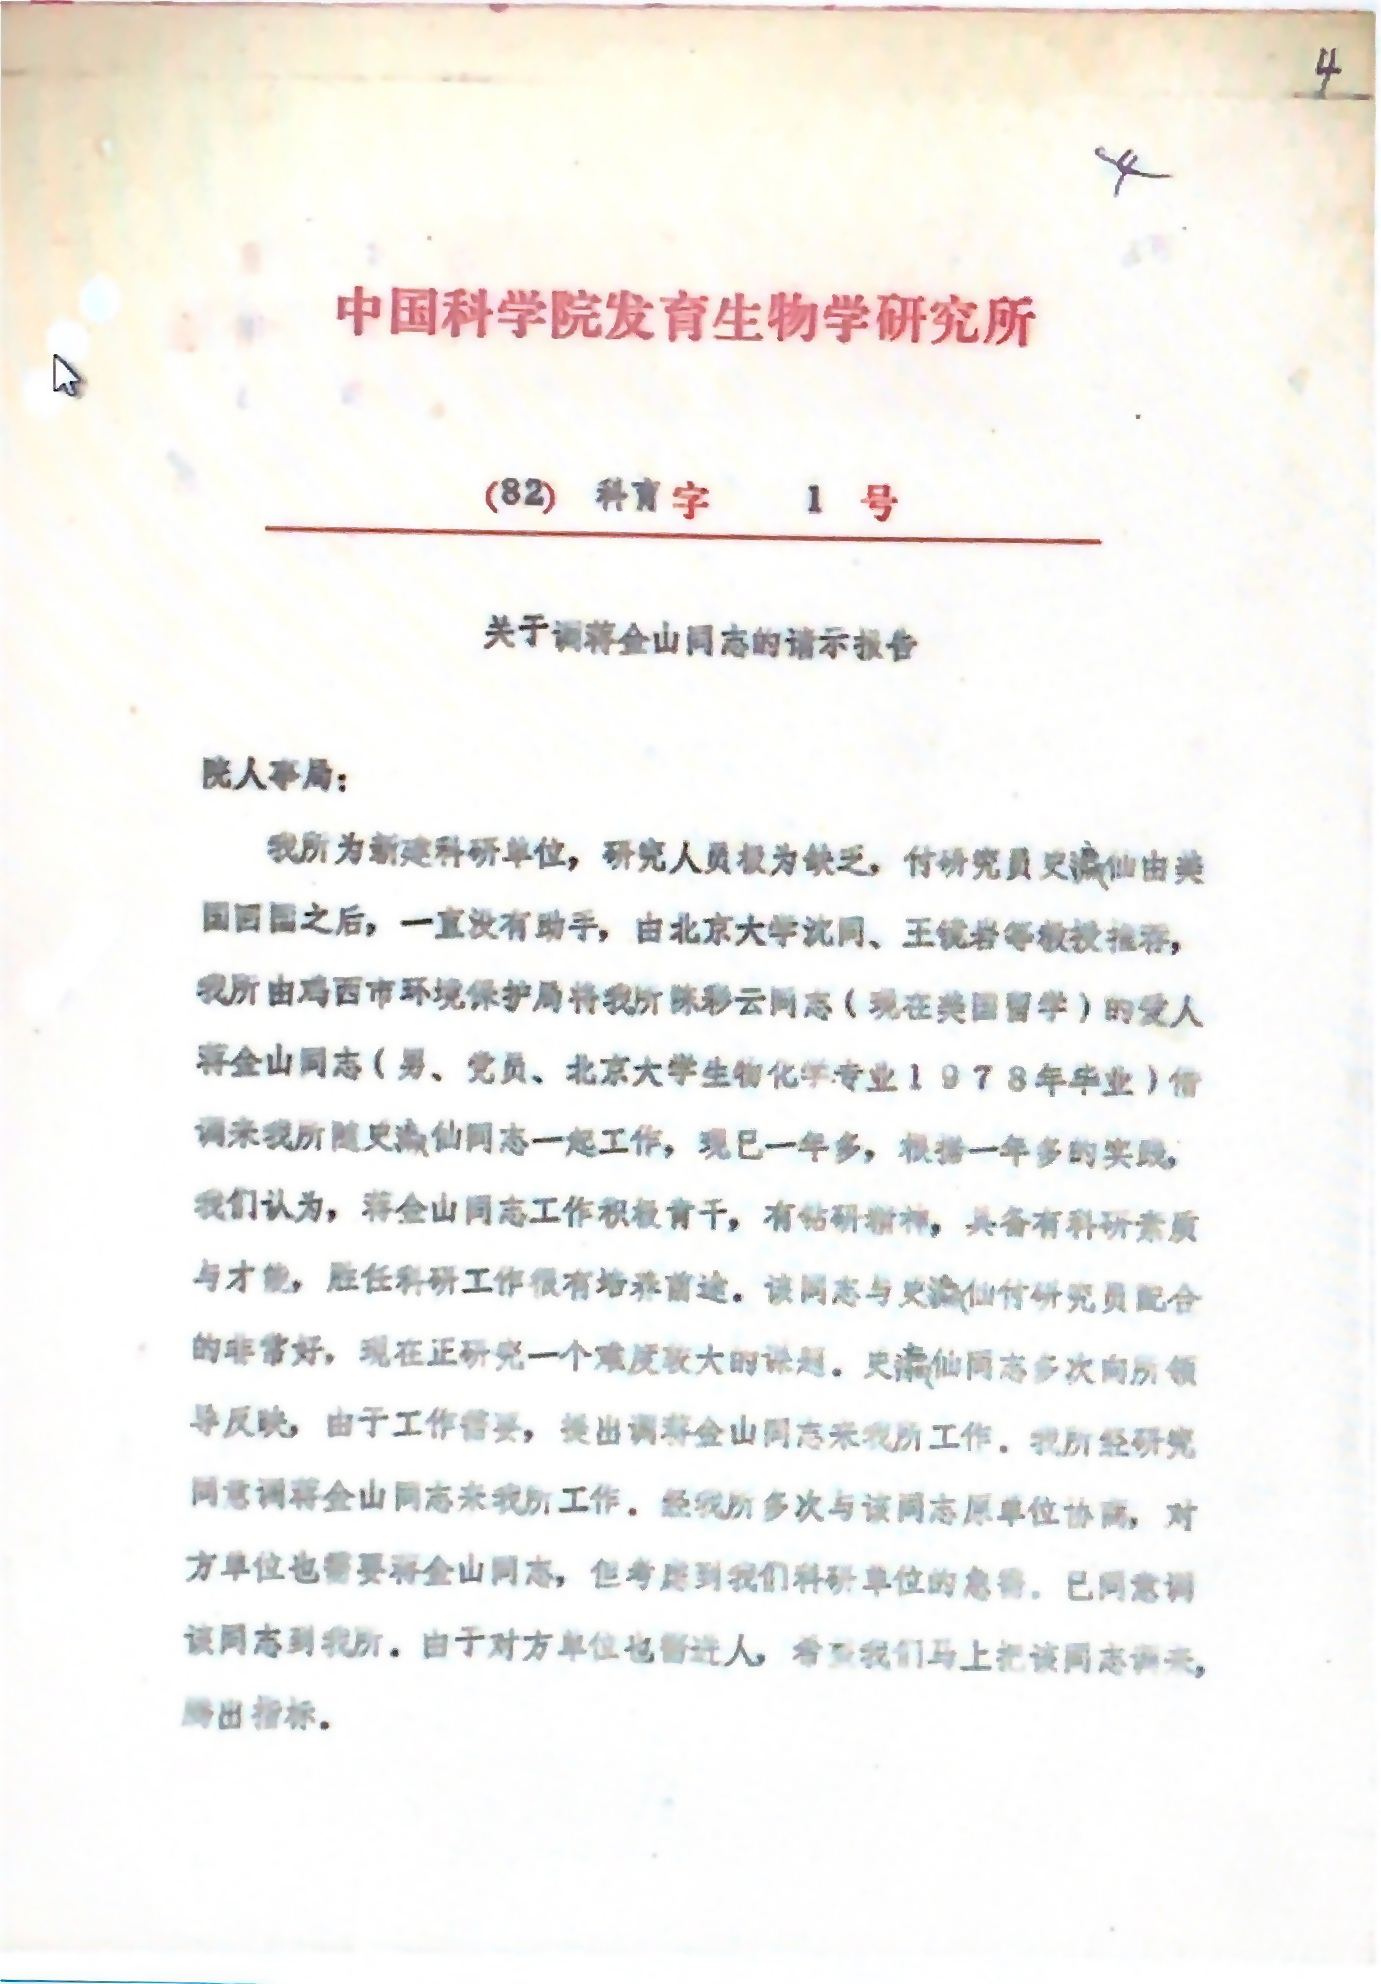 4
4
中国科学院发育生物学研究所
(82) 科育字 1 号
关于调蒋金山同志的请示报告
院人事局:
我所为新建科研单位，研究人员极为缺乏。付研究员史瀛仙由美
国回国之后，一直没有助手，由北京大学沈同、王镜岩等教授推荐，
我所由鸡西市环境保护局将我所陈彩云同志(现在美国留学)的爱人
蒋金山同志(男、党员、北京大学生物化学专业1978年毕业)借
调来我所随史瀛仙同志一起工作，现已一年多，根据一年多的实践，
我们认为，蒋金山同志工作积极肯干，有钻研精神，具备有科研素质
与才能，胜任科研工作很有培养前途。该同志与史瀛仙付研究员配合
的非常好，现在正研究一个难度较大的课题。史瀛仙同志多次向所领
导反映，由于工作需要，提出调蒋金山同志来我所工作。我所经研究
同意调蒋金山同志来我所工作。经我所多次与该同志原单位协商，对
方单位也需要蒋金山同志，但考虑到我们科研单位的急需。已同意调
该同志到我所。由于对方单位也需进人，希望我们马上把该同志调来，
腾出指标。